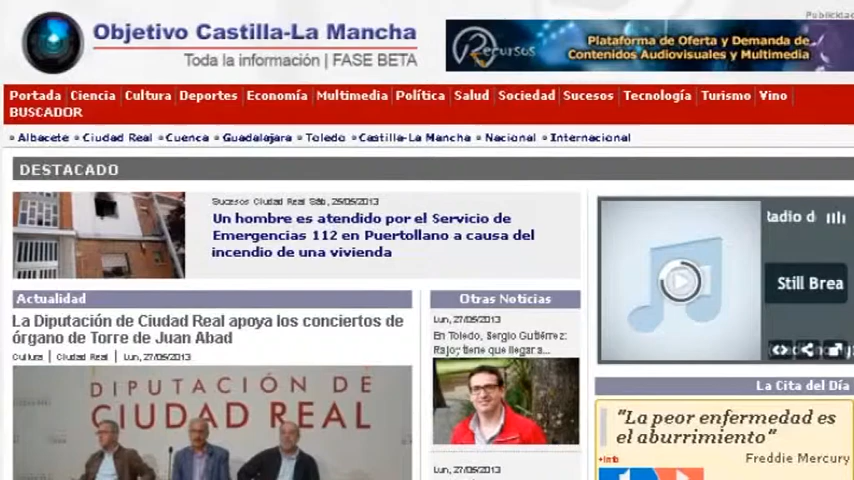 Objetivo Castilla-La Mancha
Toda la información | FASE BETA
Publicidad
Recursos
Plataforma de Oferta y Demanda de
Contenidos Audiovisuales y Multimedia
Portada | Ciencia | Cultura | Deportes | Economía | Multimedia | Política | Salud | Sociedad | Sucesos | Tecnología | Turismo | Vino
BUSCADOR
Albacete Ciudad Real Cuenca Guadalajara Toledo Castilla-La Mancha Nacional Internacional
DESTACADO
Sucesos Ciudad Real Sáb, 25/05/2013
Un hombre es atendido por el Servicio de
Emergencias 112 en Puertollano a causa del
incendio de una vivienda
Actualidad
La Diputación de Ciudad Real apoya los conciertos de
órgano de Torre de Juan Abad
Cultura | Ciudad Real | Lun, 27/05/2013
DIPUTACIÓN DE
CIUDAD REAL
Otras Noticias
Lun, 27/05/2013
En Toledo, Sergio Gutiérrez:
Rajoy tiene que llegar a...
Lun, 27/05/2013
Still Brea
La Cita del Día
"La peor enfermedad es
el aburrimiento"
+info
Freddie Mercury